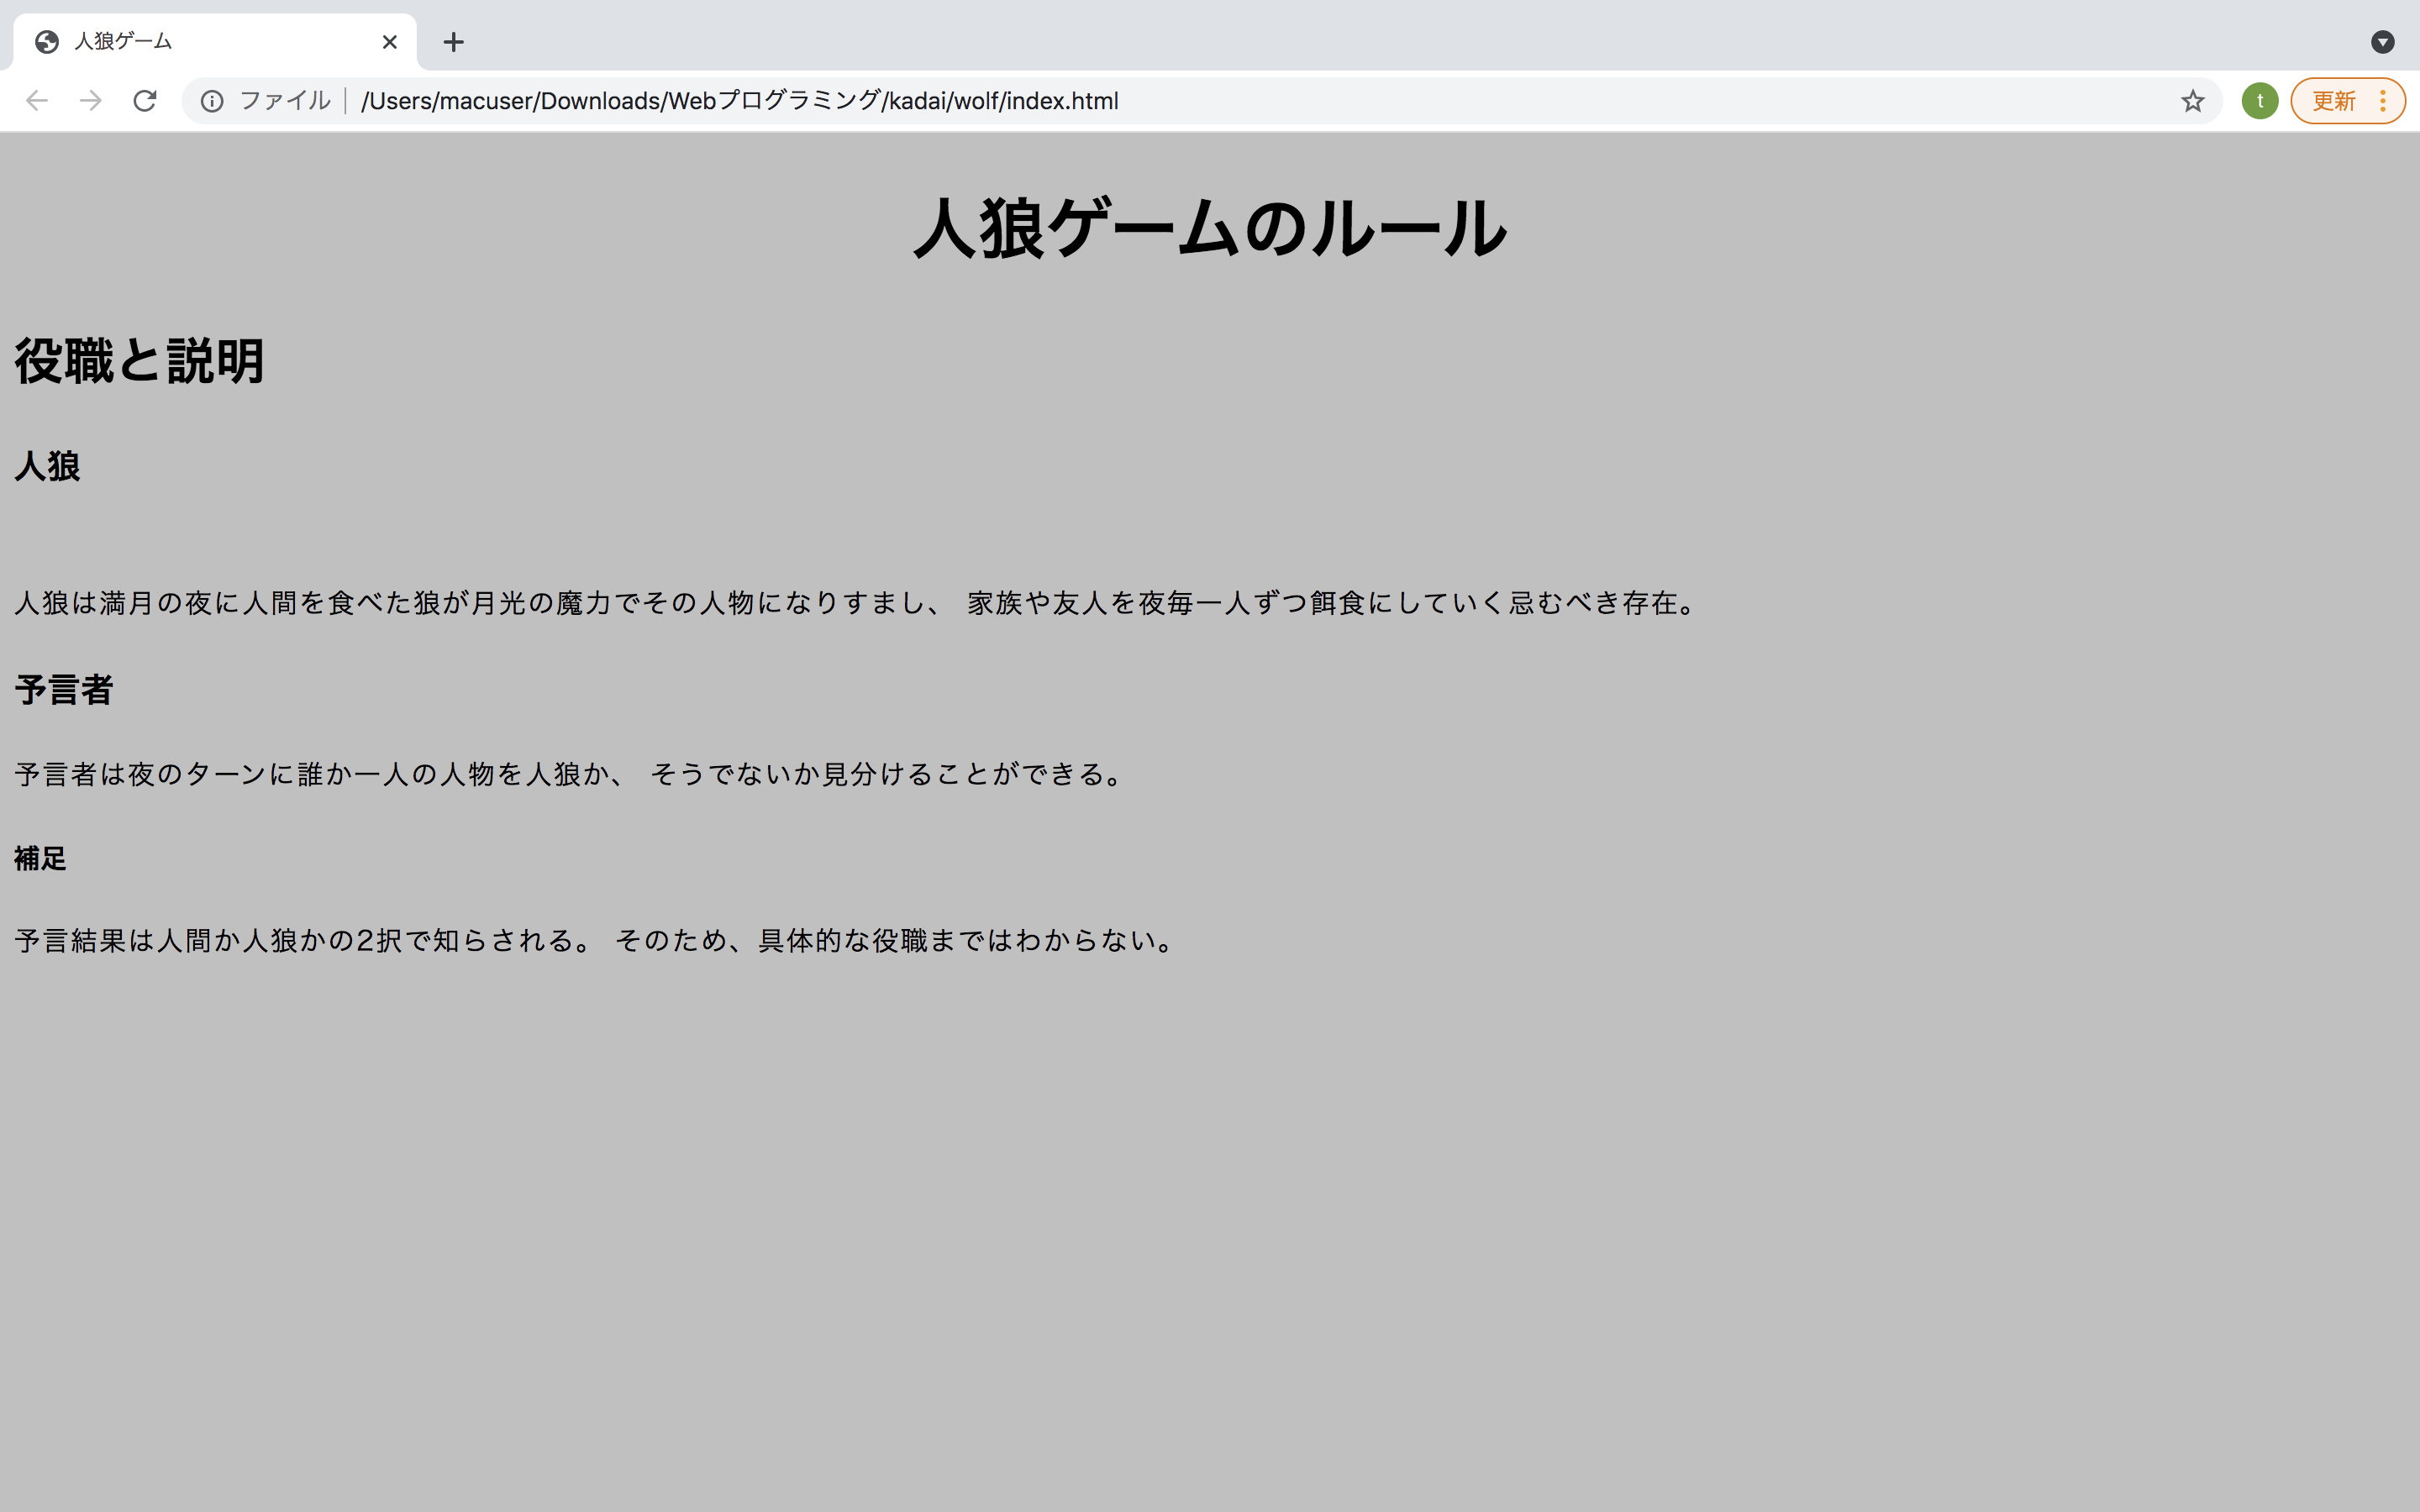 人狼ゲーム
ファイル /Users/macuser/Downloads/Webプログラミング/kadai/wolf/index.html t 更新
人狼ゲームのルール
役職と説明
人狼
人狼は満月の夜に人間を食べた狼が月光の魔力でその人物になりすまし、 家族や友人を夜毎一人ずつ餌食にしていく忌むべき存在。
予言者
予言者は夜のターンに誰か一人の人物を人狼か、 そうでないか見分けることができる。
補足
予言結果は人間か人狼かの2択で知らされる。 そのため、具体的な役職まではわからない。